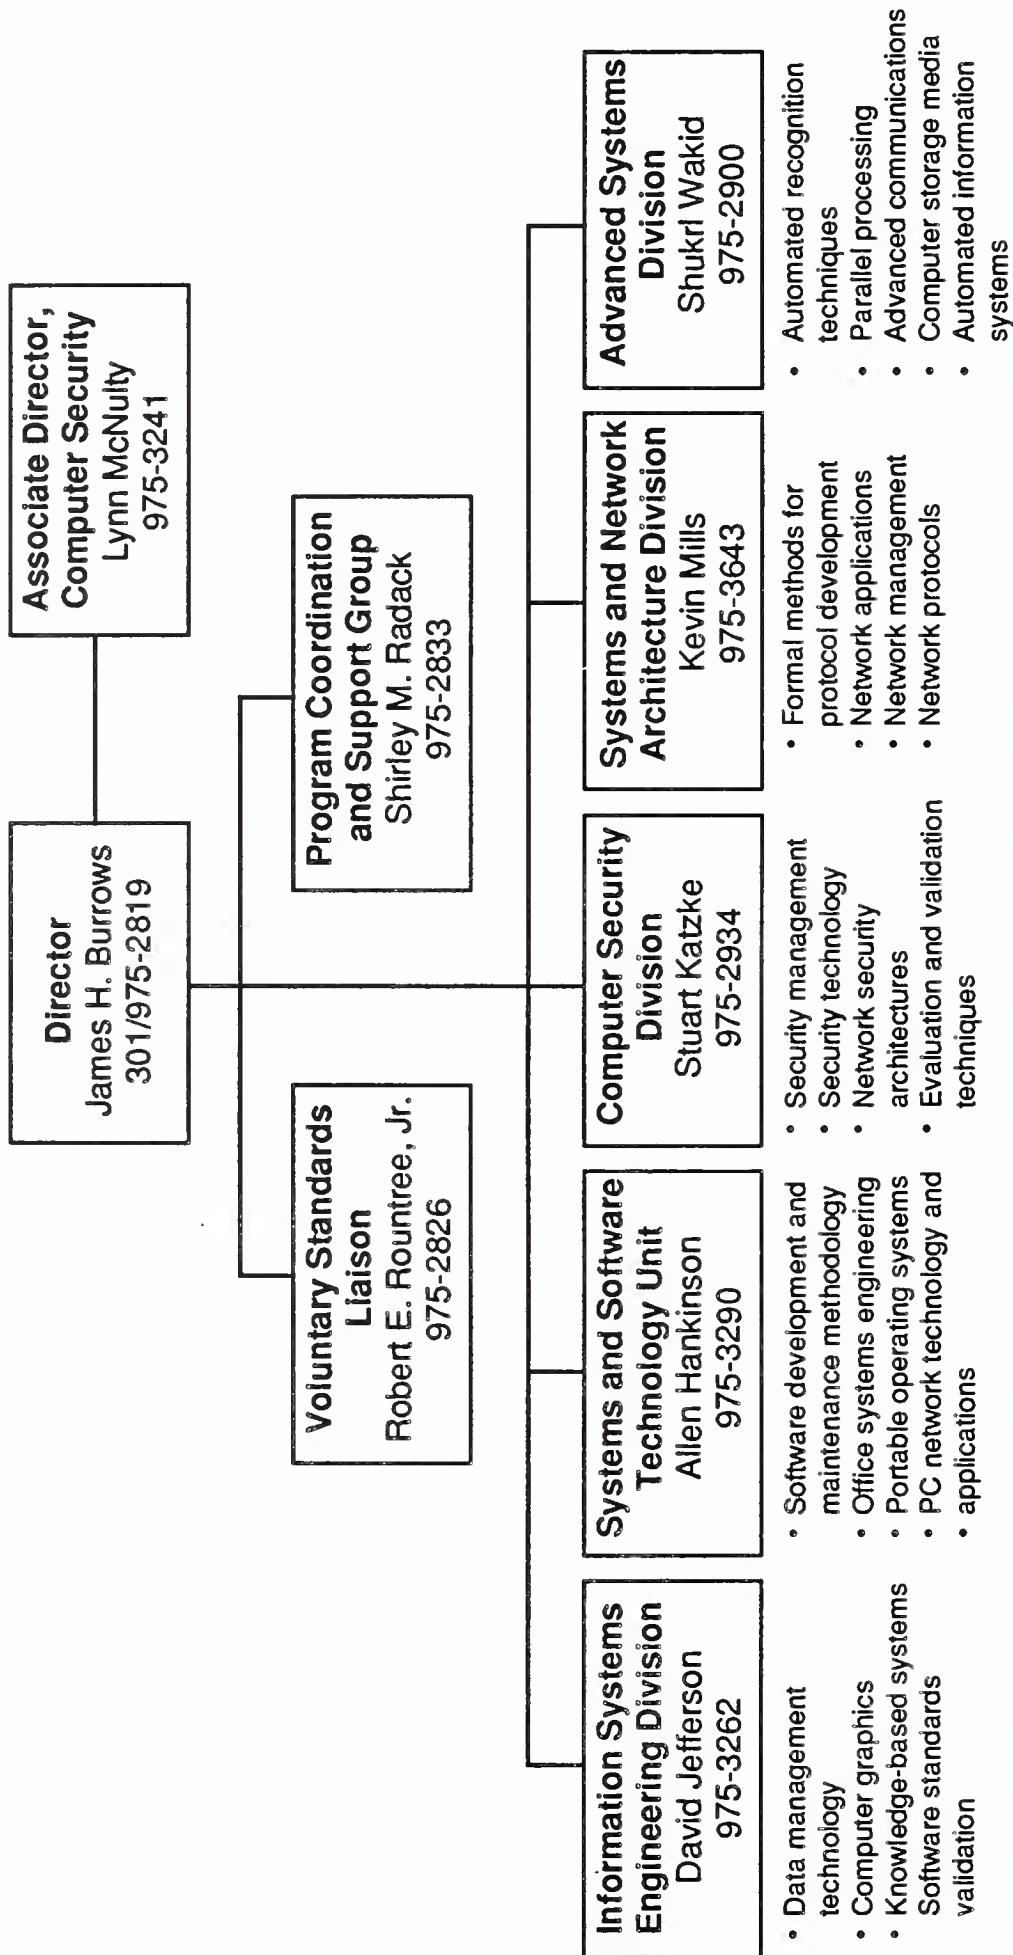 Director
James H. Burrows
301/975-2819
Associate Director,
Computer Security
Lynn McNulty
975-3241
Voluntary Standards
Liaison
Robert E. Rountree, Jr.
975-2826
Program Coordination
and Support Group
Shirley M. Radack
975-2833
Information Systems
Engineering Division
David Jefferson
975-3262
• Data management
technology
• Computer graphics
• Knowledge-based systems
Software standards
validation
Systems and Software
Technology Unit
Allen Hankinson
975-3290
• Software development and
maintenance methodology
• Office systems engineering
• Portable operating systems
• PC network technology and
• applications
Computer Security
Division
Stuart Katzke
975-2934
• Security management
• Security technology
• Network security
architectures
• Evaluation and validation
techniques
Systems and Network
Architecture Division
Kevin Mills
975-3643
• Formal methods for
protocol development
• Network applications
• Network management
• Network protocols
Advanced Systems
Division
Shukrl Wakid
975-2900
• Automated recognition
techniques
• Parallel processing
• Advanced communications
• Computer storage media
• Automated information
systems